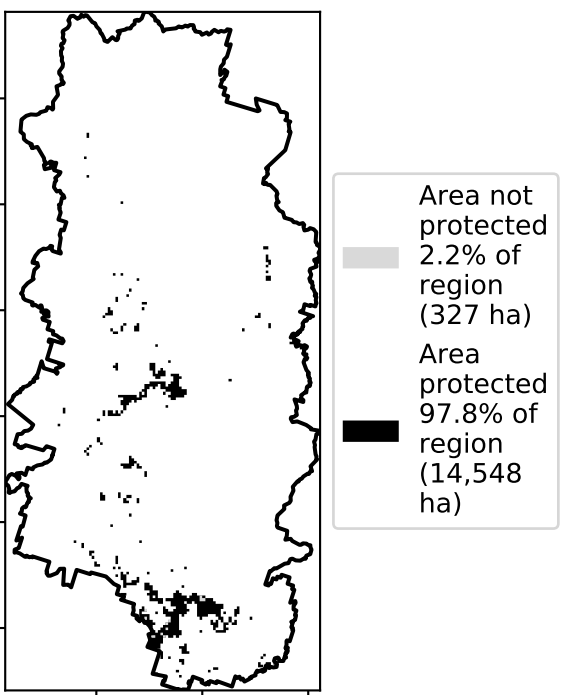 Area not
protected
2.2% of
region
(327 ha)
Area
protected
97.8% of
region
(14,548
ha)